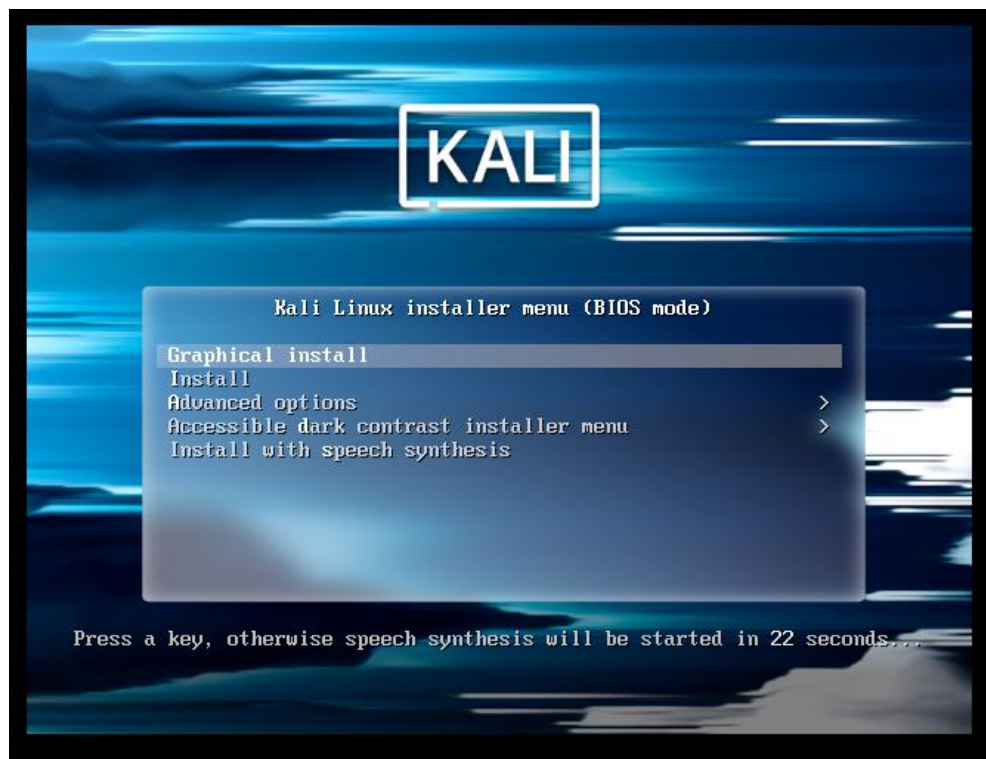 KALI
Kali Linux installer menu (BIOS mode)
Graphical install
Install
Advanced options >
Accessible dark contrast installer menu >
Install with speech synthesis
Press a key, otherwise speech synthesis will be started in 22 seconds...